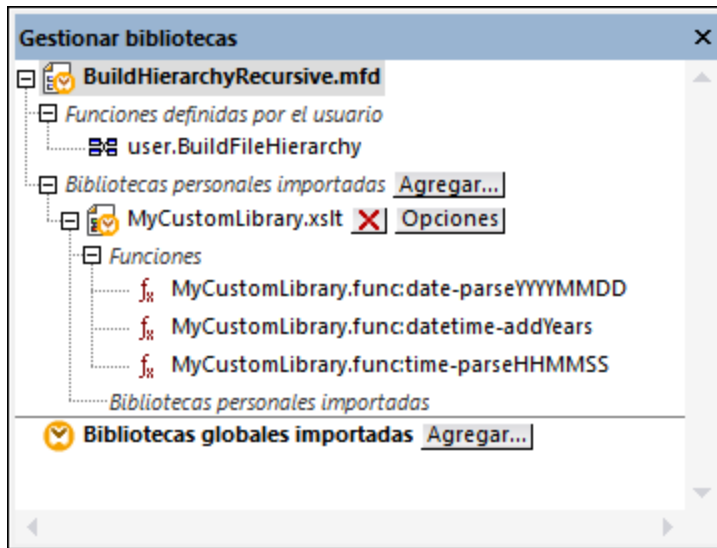 Gestionar bibliotecas
BuildHierarchyRecursive.mfd
Funciones definidas por el usuario
user.BuildFileHierarchy
Bibliotecas personales importadas Agregar...
MyCustomLibrary.xslt Opciones
Funciones
MyCustomLibrary.func:date-parseYYYYMMDD
MyCustomLibrary.func:datetime-addYears
MyCustomLibrary.func:time-parseHHMMSS
Bibliotecas personales importadas
Bibliotecas globales importadas Agregar...